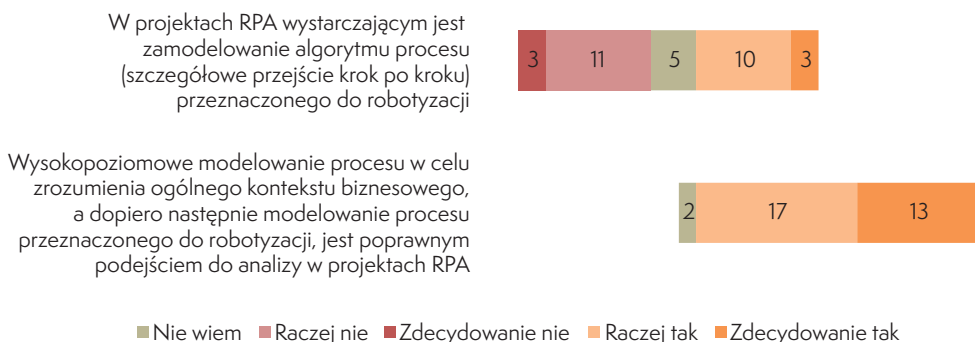 W projektach RPA wystarczającym jest
zamodelowanie algorytmu procesu
(szczegółowe przejście krok po kroku)
przeznaczonego do robotyzacji
3 11 5 10 3
Wysokopoziomowe modelowanie procesu w celu
zrozumienia ogólnego kontekstu biznesowego,
a dopiero następnie modelowanie procesu
przeznaczonego do robotyzacji, jest poprawnym
podejściem do analizy w projektach RPA
2 17 13
Nie wiem Raczej nie Zdecydowanie nie Raczej tak Zdecydowanie tak